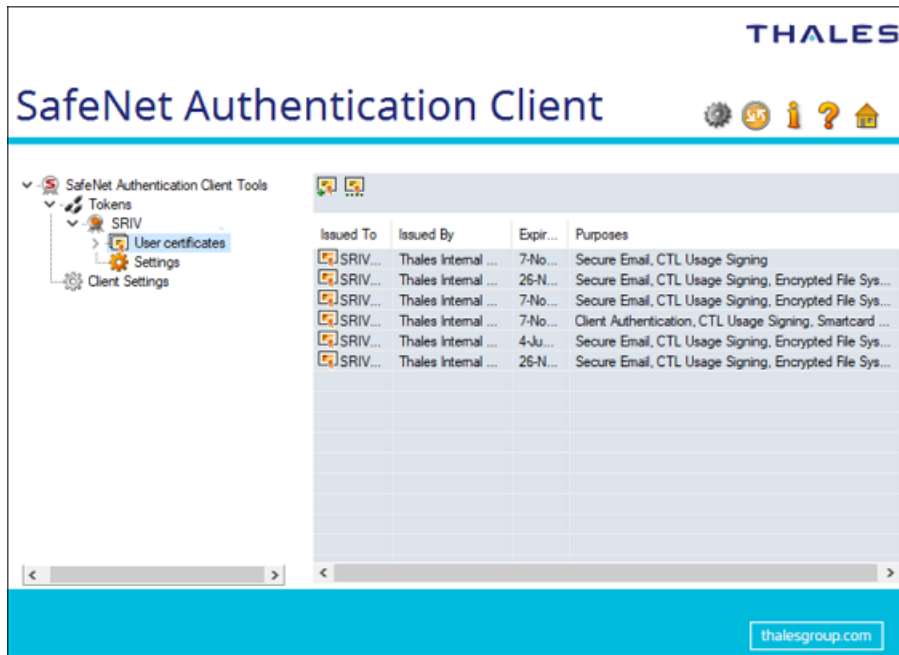 THALES
SafeNet Authentication Client
SafeNet Authentication Client Tools
Tokens
SRIV
User certificates
Settings
Client Settings
Issued To Issued By Expir... Purposes
SRIV... Thales Internal ... 7-No... Secure Email, CTL Usage Signing
SRIV... Thales Internal ... 26-N... Secure Email, CTL Usage Signing, Encrypted File Sys...
SRIV... Thales Internal ... 7-No... Secure Email, CTL Usage Signing, Encrypted File Sys...
SRIV... Thales Internal ... 7-No... Client Authentication, CTL Usage Signing, Smartcard ...
SRIV... Thales Internal ... 4-Ju... Secure Email, CTL Usage Signing, Encrypted File Sys...
SRIV... Thales Internal ... 26-N... Secure Email, CTL Usage Signing, Encrypted File Sys...
thalesgroup.com